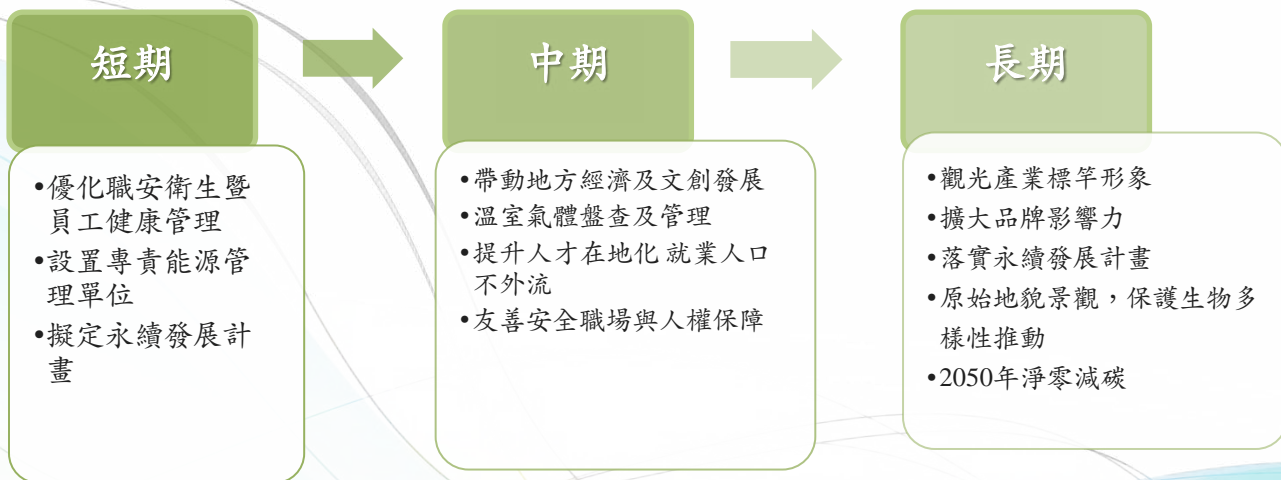 短期
•優化職安衛生暨
員工健康管理
•設置專責能源管
理單位
•擬定永續發展計
畫
中期
•帶動地方經濟及文創發展
•溫室氣體盤查及管理
•提升人才在地化 就業人口
不外流
•友善安全職場與人權保障
長期
•觀光產業標竿形象
•擴大品牌影響力
•落實永續發展計畫
•原始地貌景觀，保護生物多
樣性推動
•2050年淨零減碳